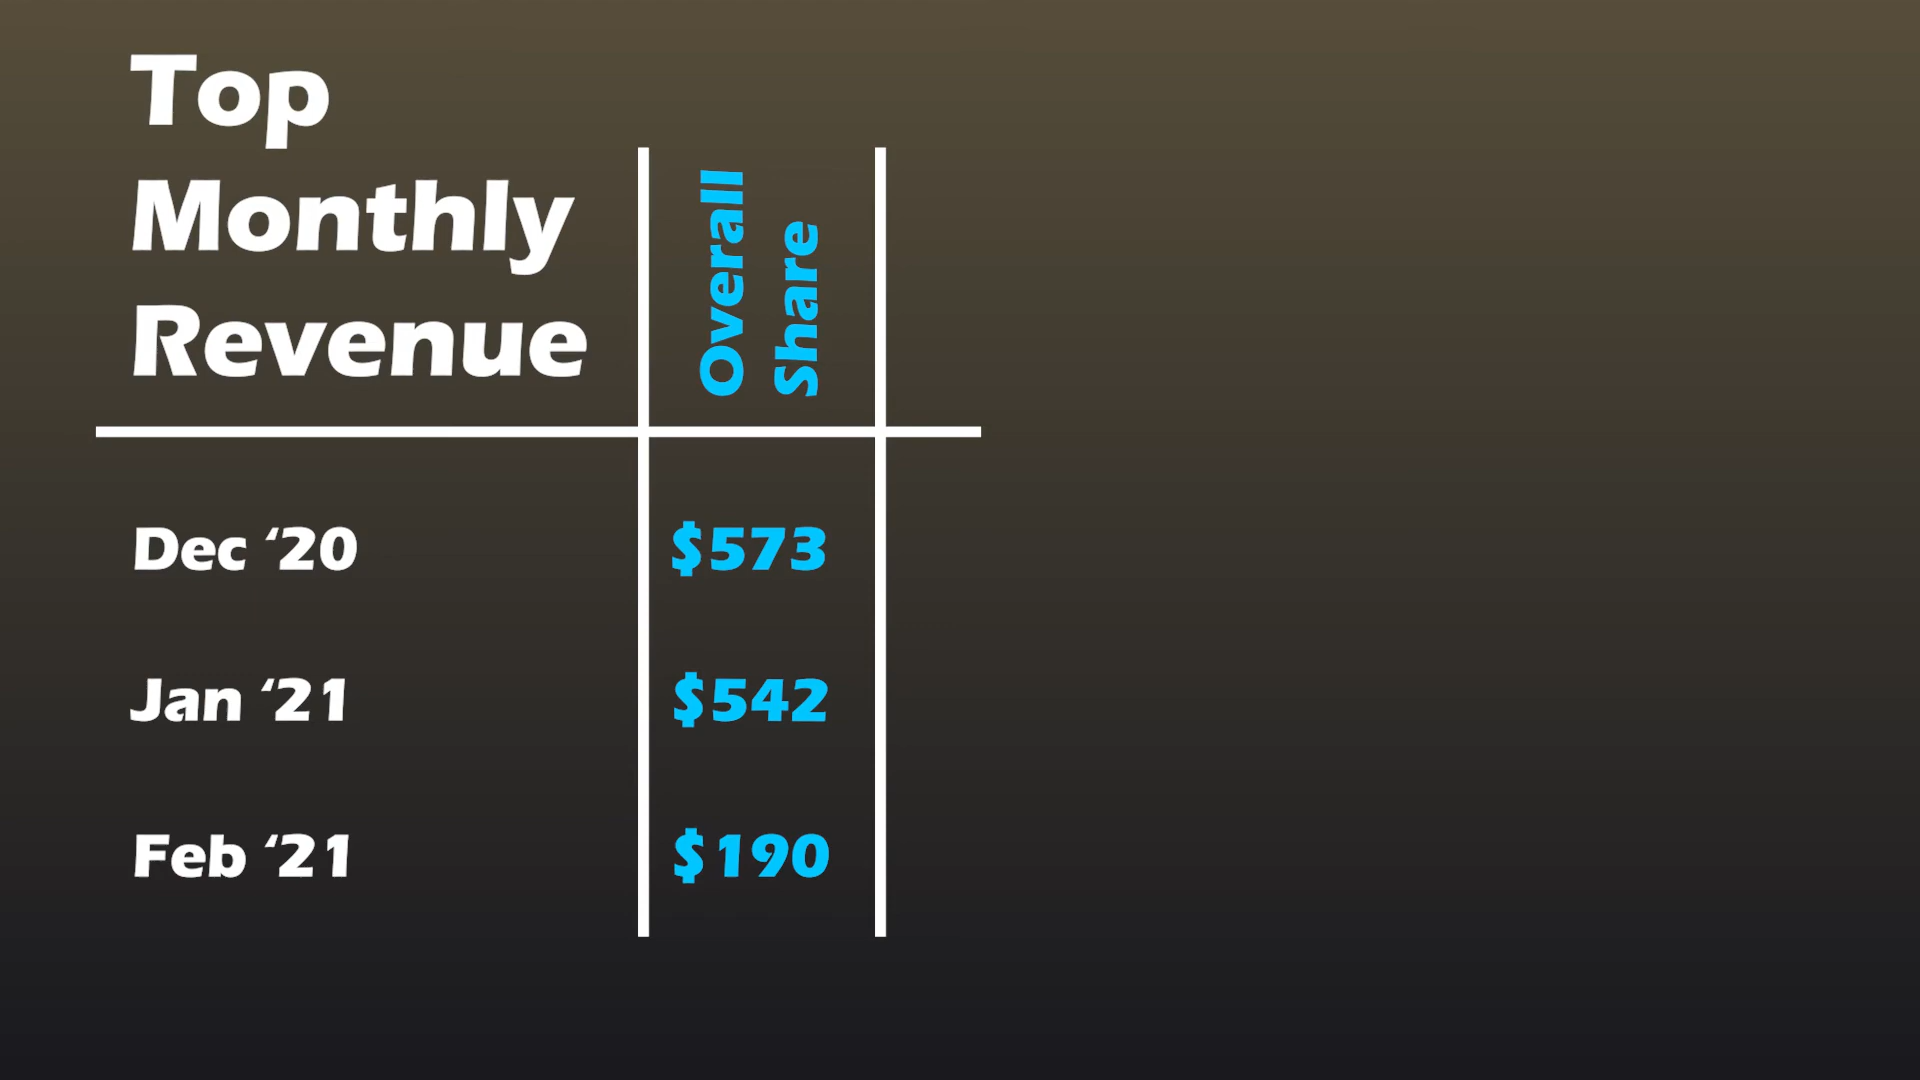 Top
Monthly
Revenue
Overall
Share
Dec ‘20 $573
Jan ‘21 $542
Feb ‘21 $190